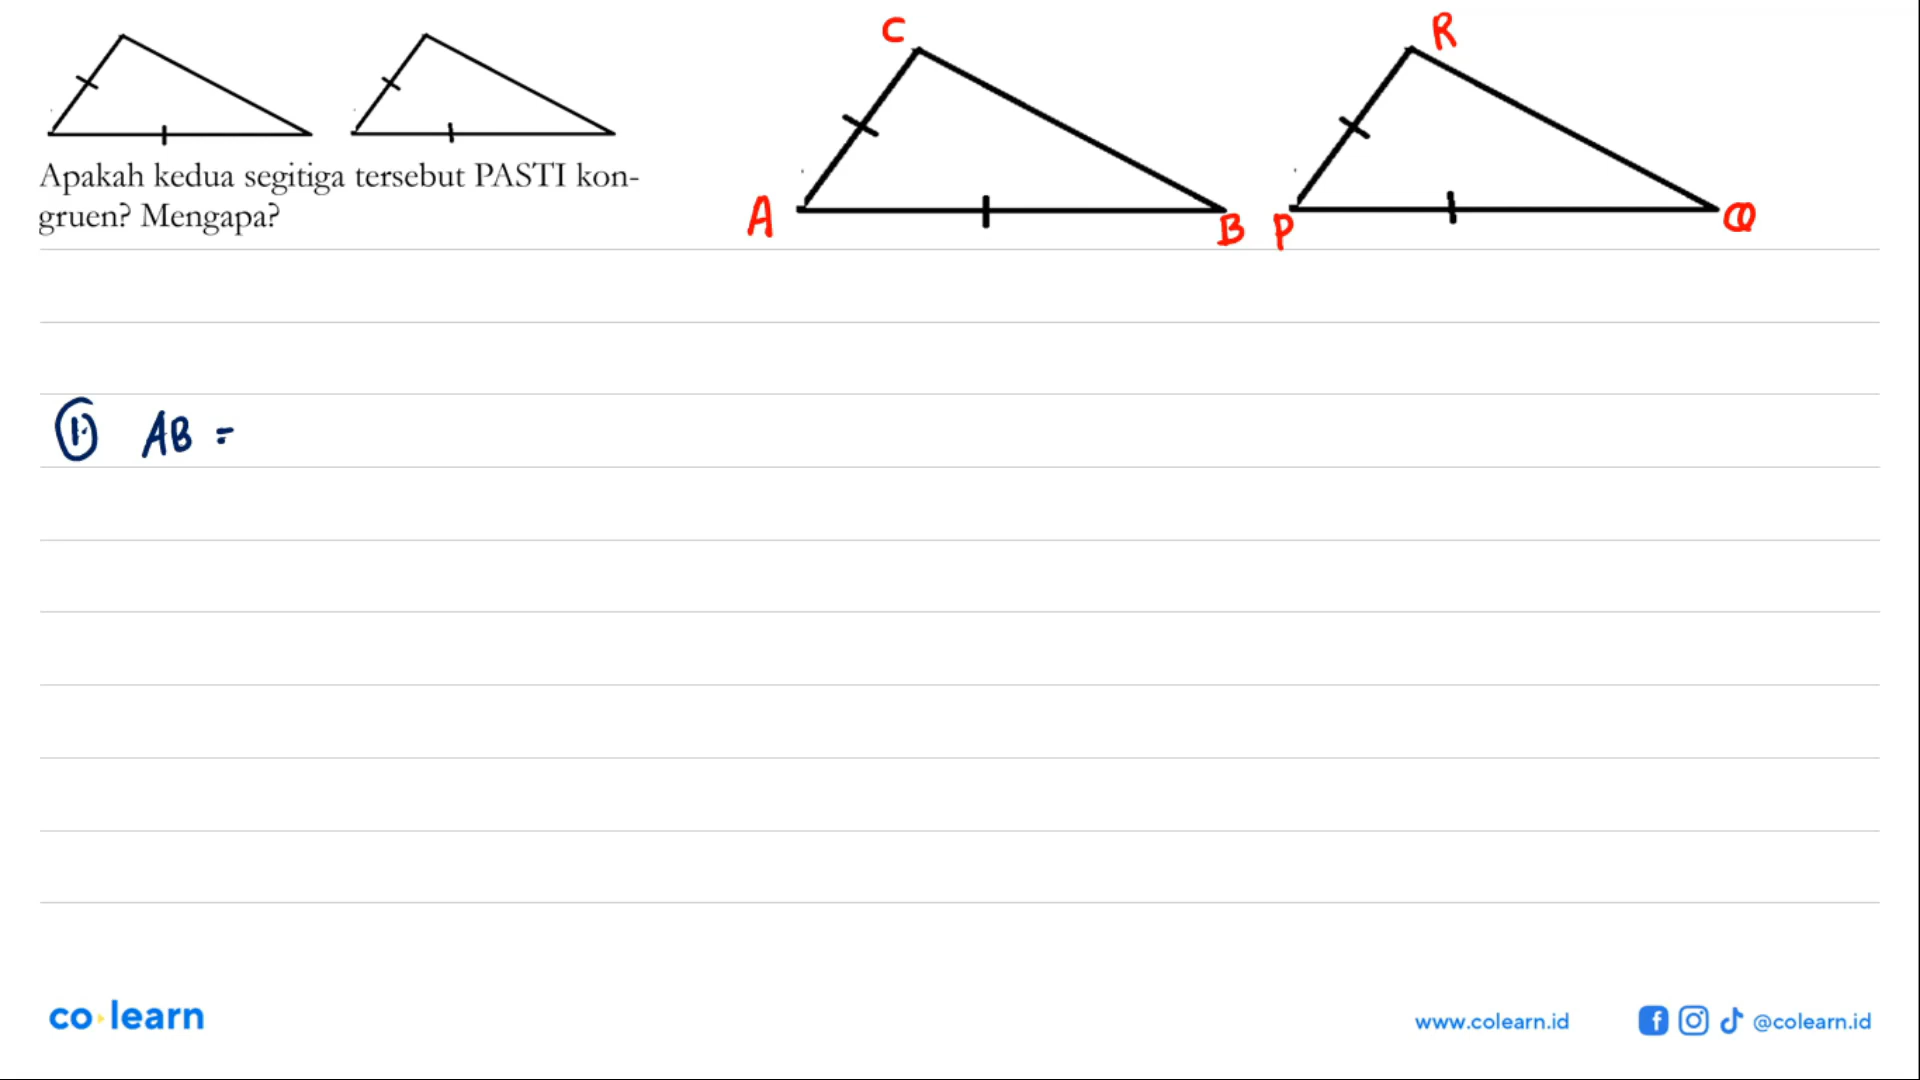 C
R
Apakah kedua segitiga tersebut PASTI kon-
gruen? Mengapa?
A
B
P
Q
1. AB =
co learn
www.colearn.id
@colearn.id